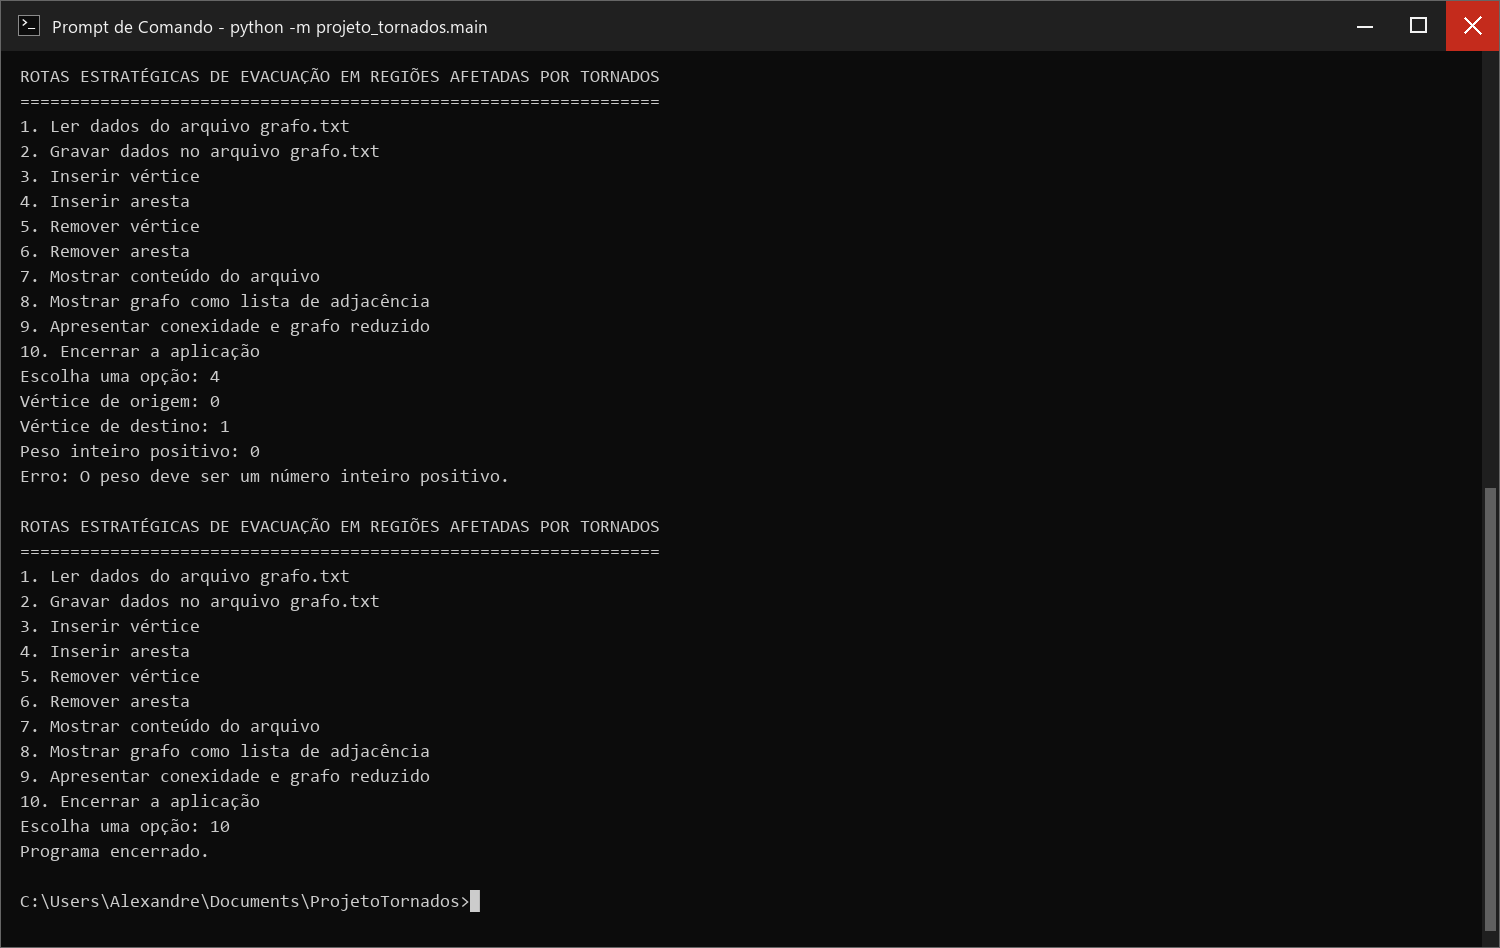 Prompt de Comando - python -m projeto_tornados.main
ROTAS ESTRATÉGICAS DE EVACUAÇÃO EM REGIÕES AFETADAS POR TORNADOS
================================================================
1. Ler dados do arquivo grafo.txt
2. Gravar dados no arquivo grafo.txt
3. Inserir vértice
4. Inserir aresta
5. Remover vértice
6. Remover aresta
7. Mostrar conteúdo do arquivo
8. Mostrar grafo como lista de adjacência
9. Apresentar conexidade e grafo reduzido
10. Encerrar a aplicação
Escolha uma opção: 4
Vértice de origem: 0
Vértice de destino: 1
Peso inteiro positivo: 0
Erro: O peso deve ser um número inteiro positivo.
ROTAS ESTRATÉGICAS DE EVACUAÇÃO EM REGIÕES AFETADAS POR TORNADOS
================================================================
1. Ler dados do arquivo grafo.txt
2. Gravar dados no arquivo grafo.txt
3. Inserir vértice
4. Inserir aresta
5. Remover vértice
6. Remover aresta
7. Mostrar conteúdo do arquivo
8. Mostrar grafo como lista de adjacência
9. Apresentar conexidade e grafo reduzido
10. Encerrar a aplicação
Escolha uma opção: 10
Programa encerrado.
C:\Users\Alexandre\Documents\ProjetoTornados>